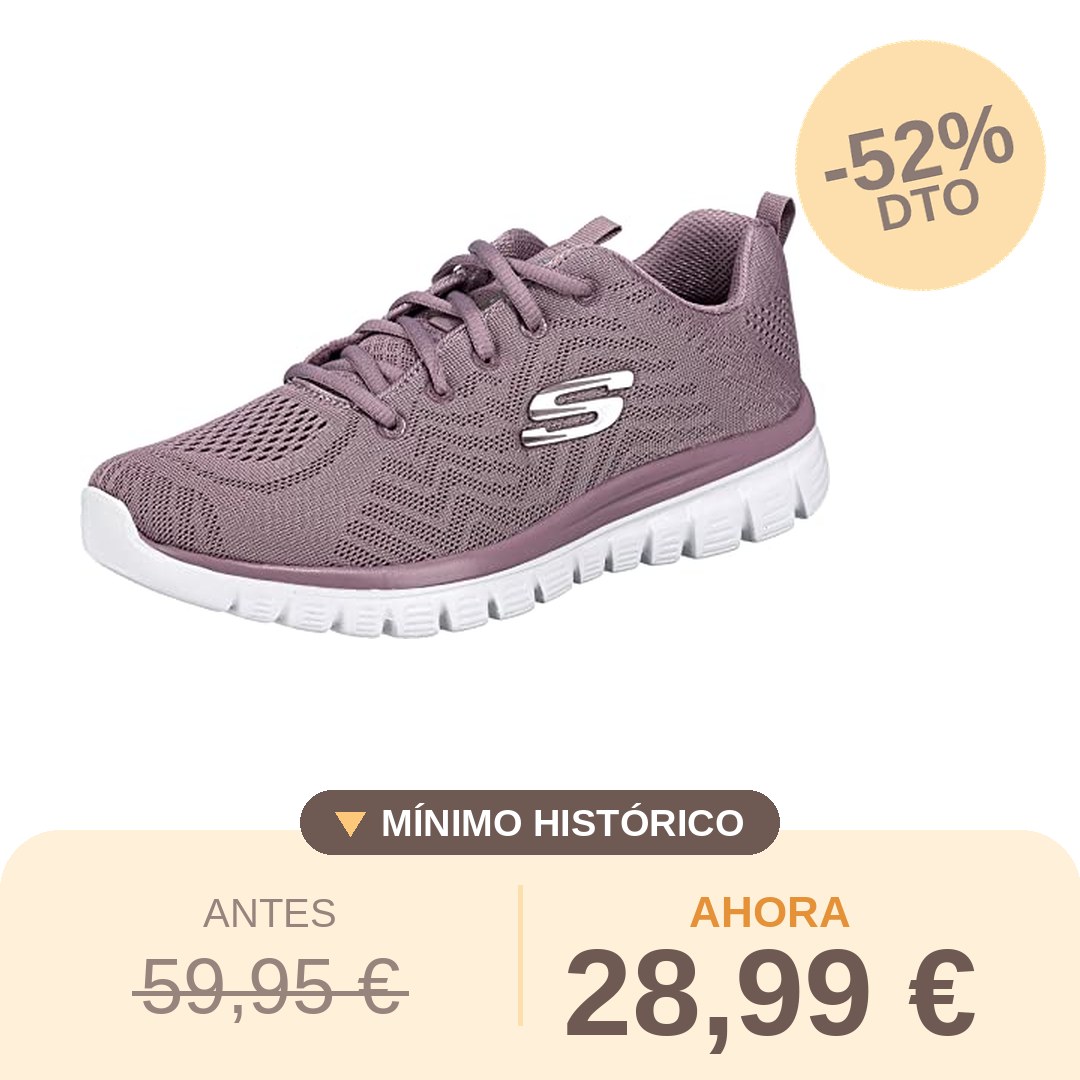 -52%
DTO
MÍNIMO HISTÓRICO
ANTES
59,95 €
AHORA
28,99 €